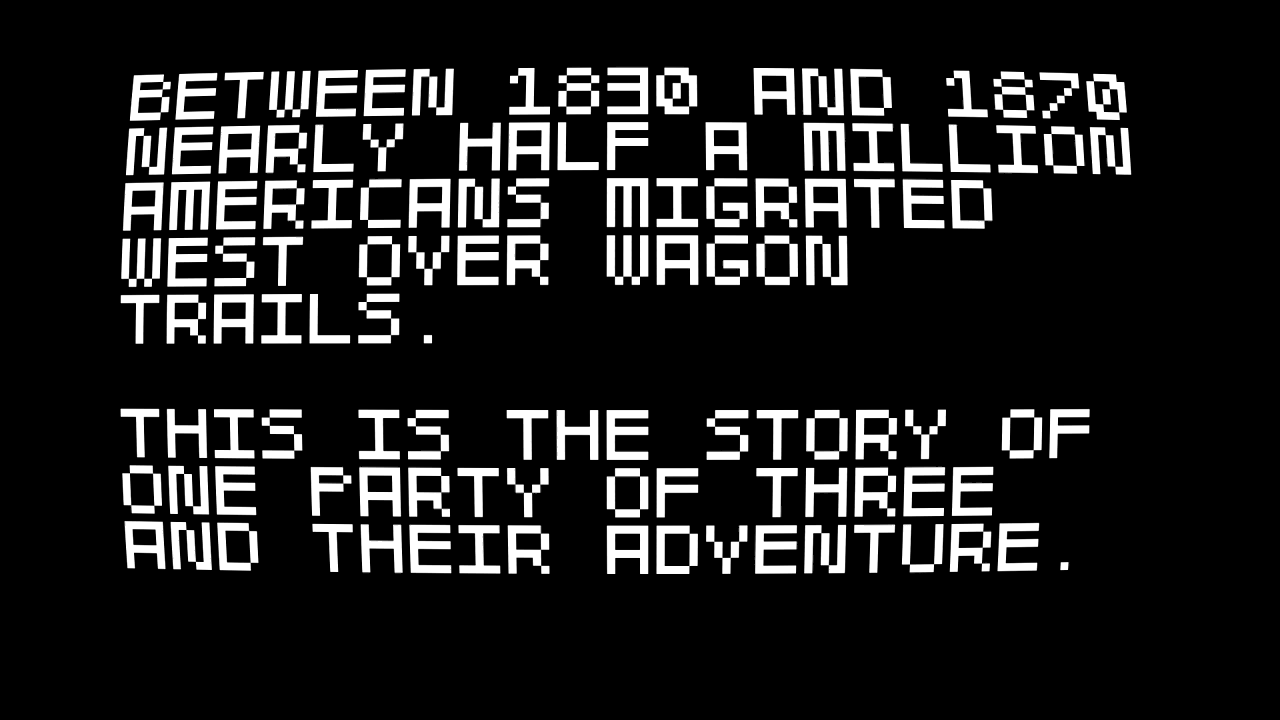 BETWEEN 1830 AND 1870
NEARLY HALF A MILLION
AMERICANS MIGRATED
WEST OVER WAGON
TRAILS.
THIS IS THE STORY OF
ONE PARTY OF THREE
AND THEIR ADVENTURE.